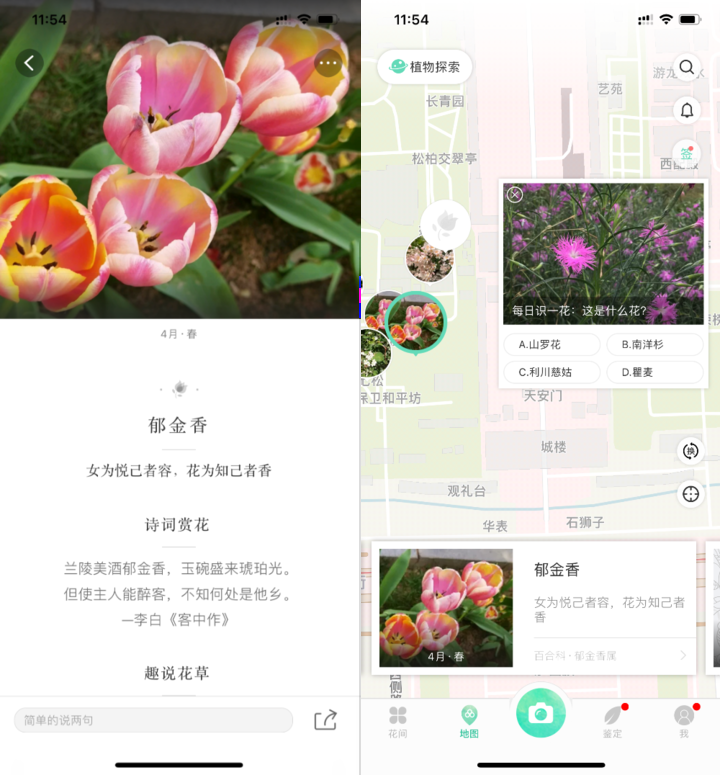 11:54
4月·春
郁金香
女为悦己者容，花为知己者香
诗词赏花
兰陵美酒郁金香，玉碗盛来琥珀光。
但使主人能醉客，不知何处是他乡。
—李白《客中作》
趣说花草
简单的说两句
11:54
植物探索
艺苑
长青园
松柏交翠亭
每日识一花：这是什么花?
A.山罗花
B.南洋杉
C.利川慈姑
D.瞿麦
保卫和平坊
天安门
城楼
换
观礼台
华表
石狮子
郁金香
女为悦己者容，花为知己者
香
4月·春
百合科·郁金香属
花间
地图
鉴定
我